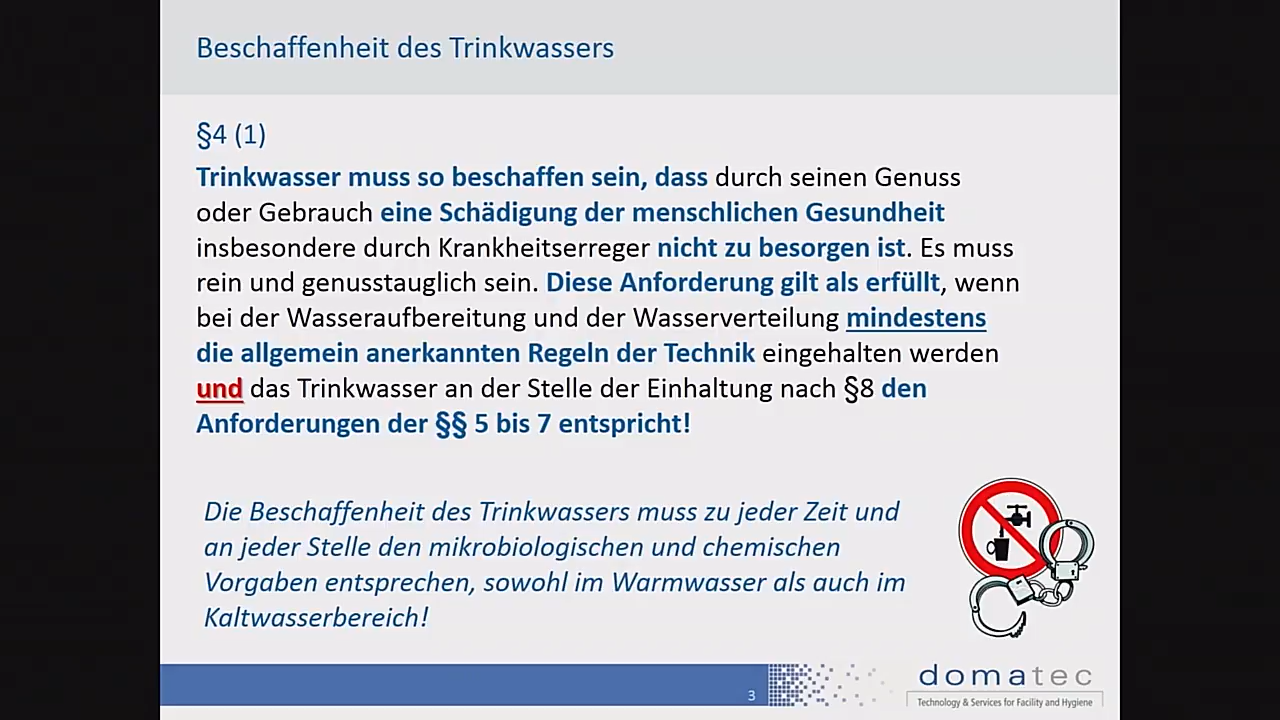 Beschaffenheit des Trinkwassers
§4 (1)
Trinkwasser muss so beschaffen sein, dass durch seinen Genuss
oder Gebrauch eine Schädigung der menschlichen Gesundheit
insbesondere durch Krankheitserreger nicht zu besorgen ist. Es muss
rein und genusstauglich sein. Diese Anforderung gilt als erfüllt, wenn
bei der Wasseraufbereitung und der Wasserverteilung mindestens
die allgemein anerkannten Regeln der Technik eingehalten werden
und das Trinkwasser an der Stelle der Einhaltung nach §8 den
Anforderungen der §§ 5 bis 7 entspricht!
Die Beschaffenheit des Trinkwassers muss zu jeder Zeit und
an jeder Stelle den mikrobiologischen und chemischen
Vorgaben entsprechen, sowohl im Warmwasser als auch im
Kaltwasserbereich!
3
domatec
Technology & Services for Facility and Hygiene